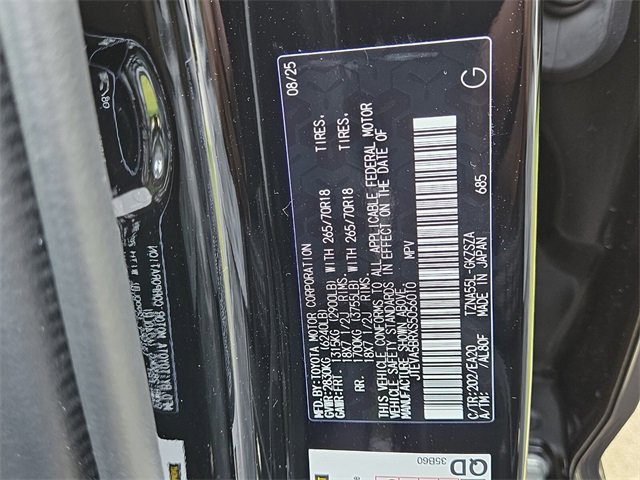 MFD.BY:TOYOTA MOTOR CORPORATION 08/25
GVWR:2830KG (6240LB)
GAWR:FRT. 1315KG (2900LB) WITH 265/70R18 TIRES.
18X7 1/2J RIMS.
RR. 1700KG (3755LB) WITH 265/70R18 TIRES.
18X7 1/2J RIMS.
THIS VEHICLE CONFORMS TO ALL APPLICABLE FEDERAL MOTOR
VEHICLE SAFETY STANDARDS IN EFFECT ON THE DATE OF
MANUFACTURE SHOWN ABOVE.
MPV
C/TR:202/EA20 TZNA55L-GKZSZA
A/TM: /AL80F MADE IN JAPAN 685
G
QD
35B60